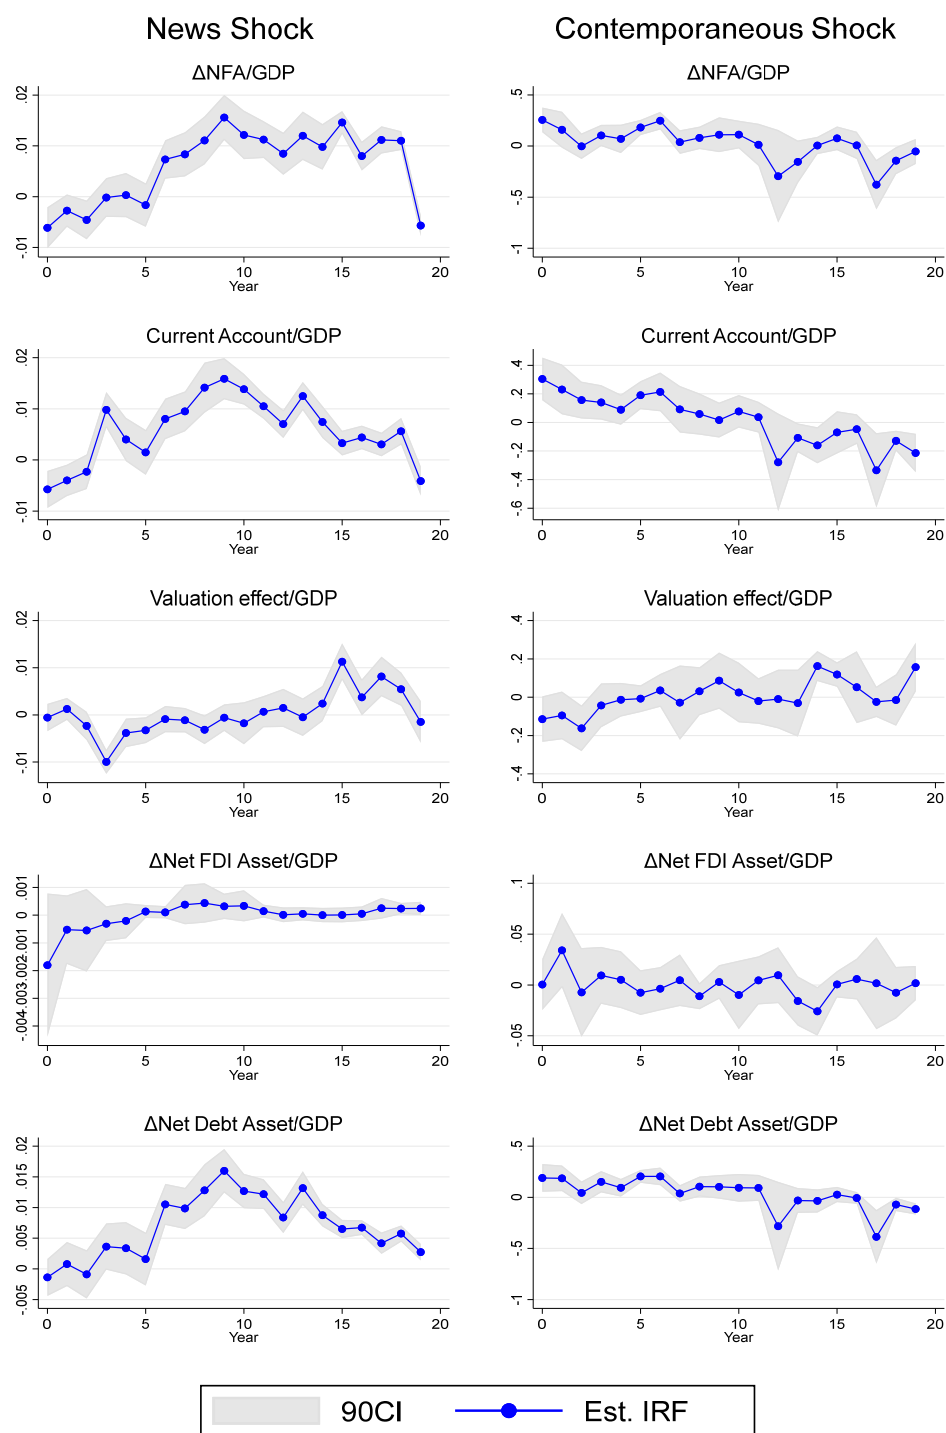 News Shock
Contemporaneous Shock
ΔNFA/GDP
.02
.01
0
-.01
0 5 10 15 20
Year
ΔNFA/GDP
.5
0
-.5
-1
0 5 10 15 20
Year
Current Account/GDP
.02
.01
0
-.01
0 5 10 15 20
Year
Current Account/GDP
.4
.2
0
-.2
-.4
-.6
0 5 10 15 20
Year
Valuation effect/GDP
.02
.01
0
-.01
0 5 10 15 20
Year
Valuation effect/GDP
.4
.2
0
-.2
-.4
0 5 10 15 20
Year
ΔNet FDI Asset/GDP
.001
0
-.004.003.002.001
0 5 10 15 20
Year
ΔNet FDI Asset/GDP
.1
.05
0
-.05
0 5 10 15 20
Year
ΔNet Debt Asset/GDP
.02
.015
.01
.005
0
-.005
0 5 10 15 20
Year
ΔNet Debt Asset/GDP
.5
0
-.5
-1
0 5 10 15 20
Year
90CI Est. IRF